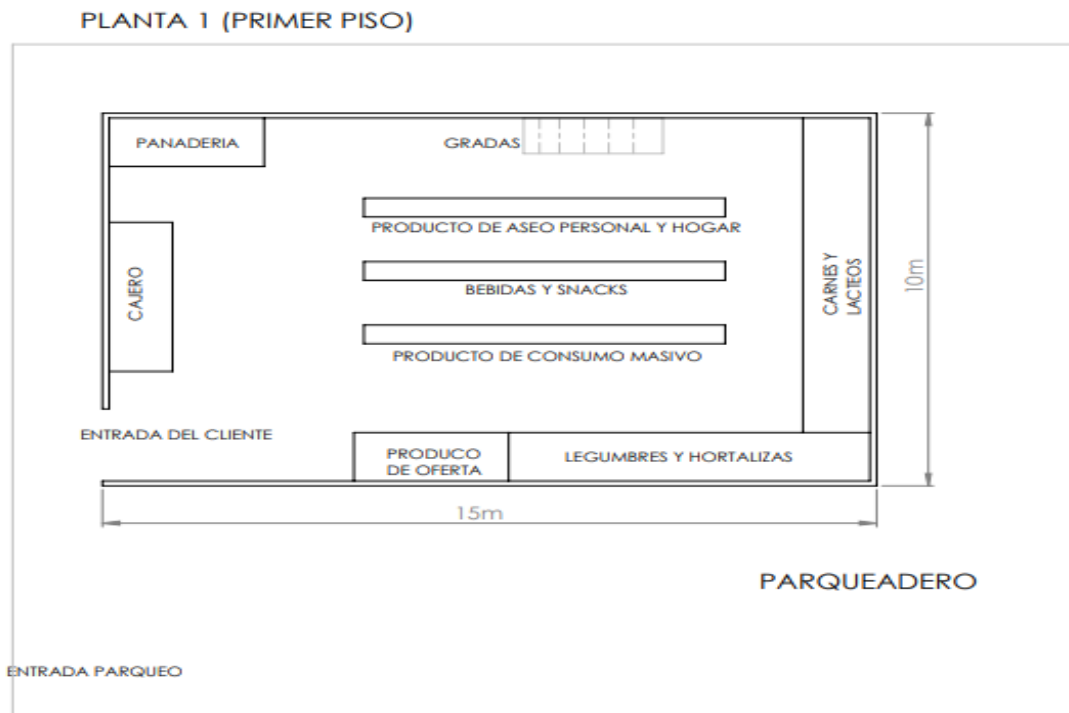 PLANTA 1 (PRIMER PISO)
PANADERIA
GRADAS
PRODUCTO DE ASEO PERSONAL Y HOGAR
CAJERO
BEBIDAS Y SNACKS
CARNES Y
LACTEOS
10m
PRODUCTO DE CONSUMO MASIVO
ENTRADA DEL CLIENTE
PRODUCO
DE OFERTA
LEGUMBRES Y HORTALIZAS
15m
PARQUEADERO
ENTRADA PARQUEO